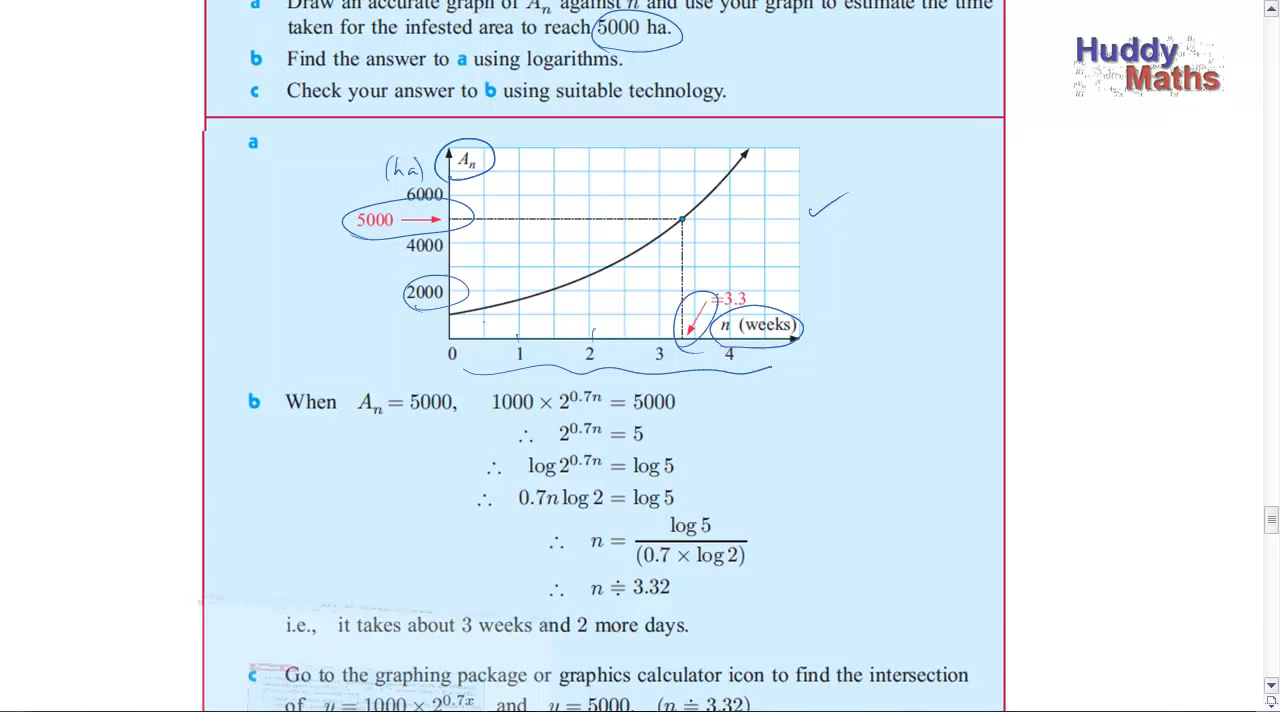 a Draw an accurate graph of Aₙ against n and use your graph to estimate the time
taken for the infested area to reach 5000 ha.
b Find the answer to a using logarithms.
c Check your answer to b using suitable technology.
Huddy
Maths
a
(ha) Aₙ
6000
5000
4000
2000
≑3.3
n (weeks)
0 1 2 3 4
b When Aₙ = 5000, 1000 × 2^0.7n = 5000
∴ 2^0.7n = 5
∴ log 2^0.7n = log 5
∴ 0.7n log 2 = log 5
∴ n = log 5 / (0.7 × log 2)
∴ n ≑ 3.32
i.e., it takes about 3 weeks and 2 more days.
c Go to the graphing package or graphics calculator icon to find the intersection
of y = 1000 × 2^0.7x and y = 5000. (n ≑ 3.32)